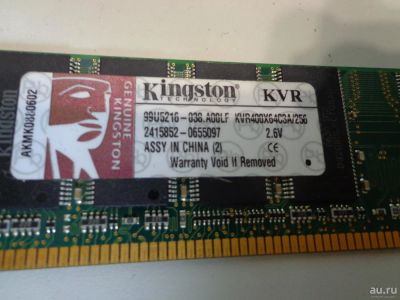 Kingston
TECHNOLOGY
KVR
GENUINE
KINGSTON
99U5216-038.A00LF KVR400X64C3A/256
2415852-0655097 2.6V
ASSY IN CHINA (2) CE
Warranty Void If Removed
au.ru